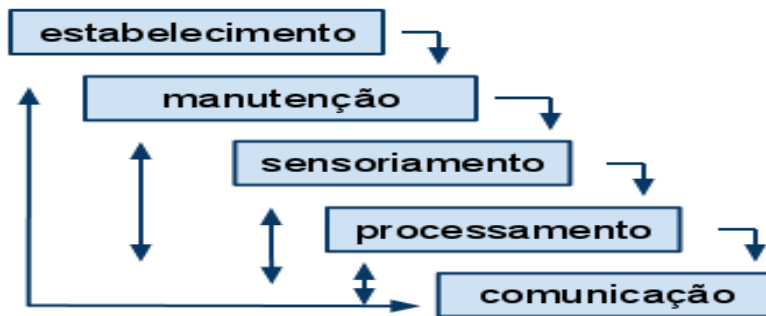 estabelecimento
manutenção
sensoriamento
processamento
comunicação